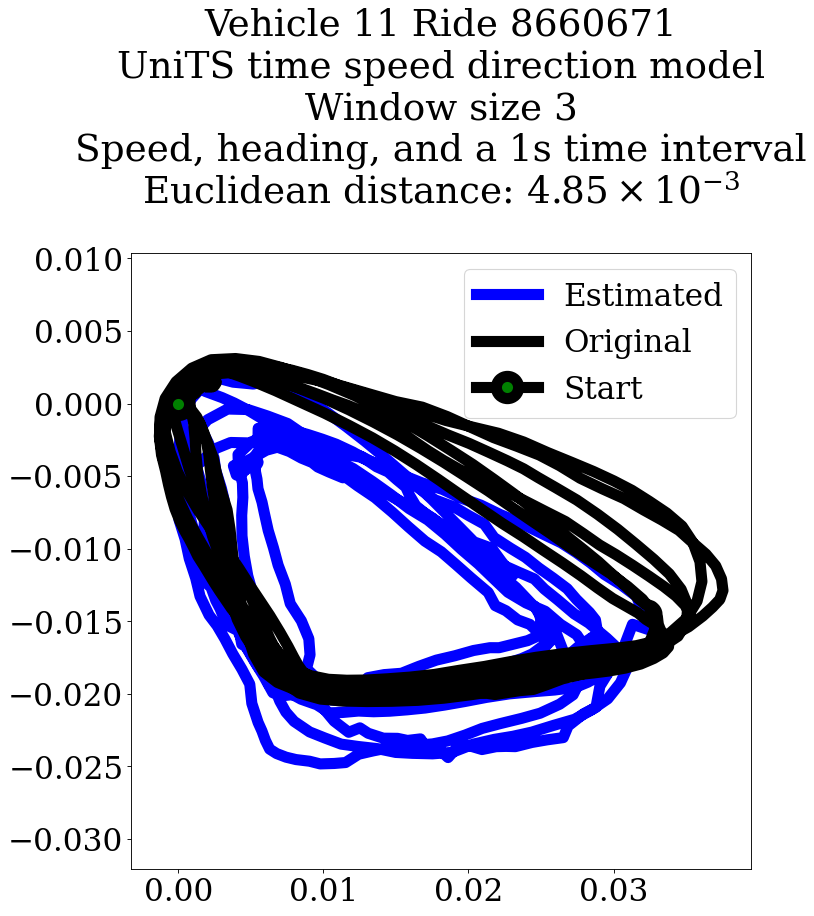 Vehicle 11 Ride 8660671
UniTS time speed direction model
Window size 3
Speed, heading, and a 1s time interval
Euclidean distance: 4.85 × 10⁻³
0.010
Estimated
0.005
Original
0.000
Start
−0.005
−0.010
−0.015
−0.020
−0.025
−0.030
0.00 0.01 0.02 0.03